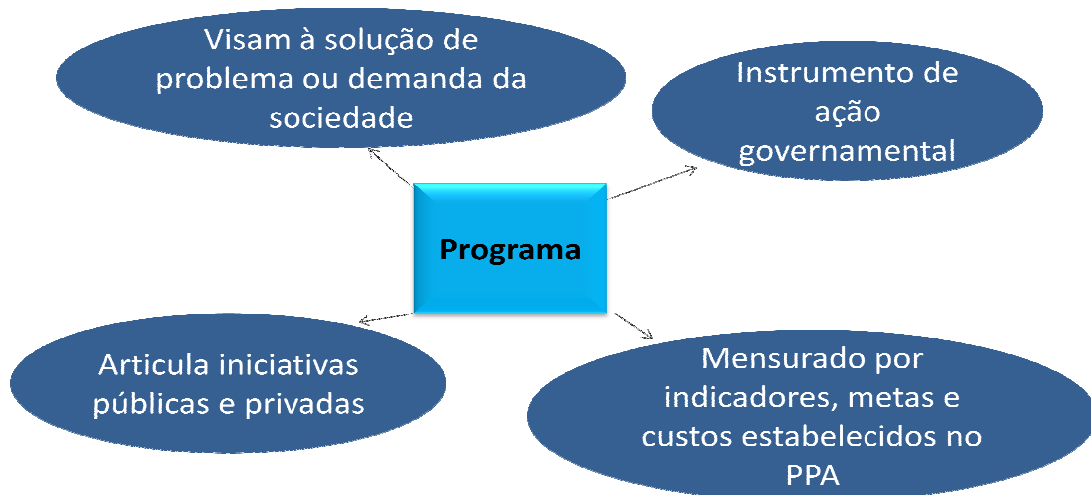 Visam à solução de
problema ou demanda da
sociedade
Instrumento de
ação
governamental
Programa
Articula iniciativas
públicas e privadas
Mensurado por
indicadores, metas e
custos estabelecidos no
PPA